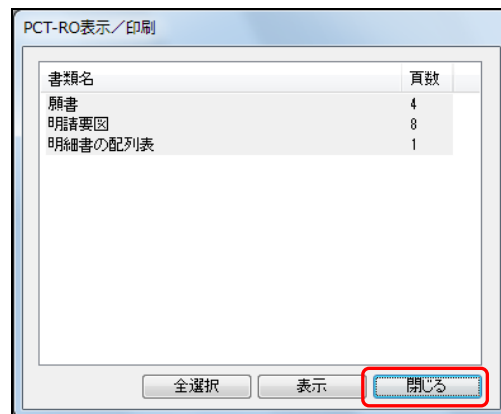 PCT-RO表示／印刷
書類名 頁数
願書 4
明請要図 8
明細書の配列表 1
全選択 表示 閉じる